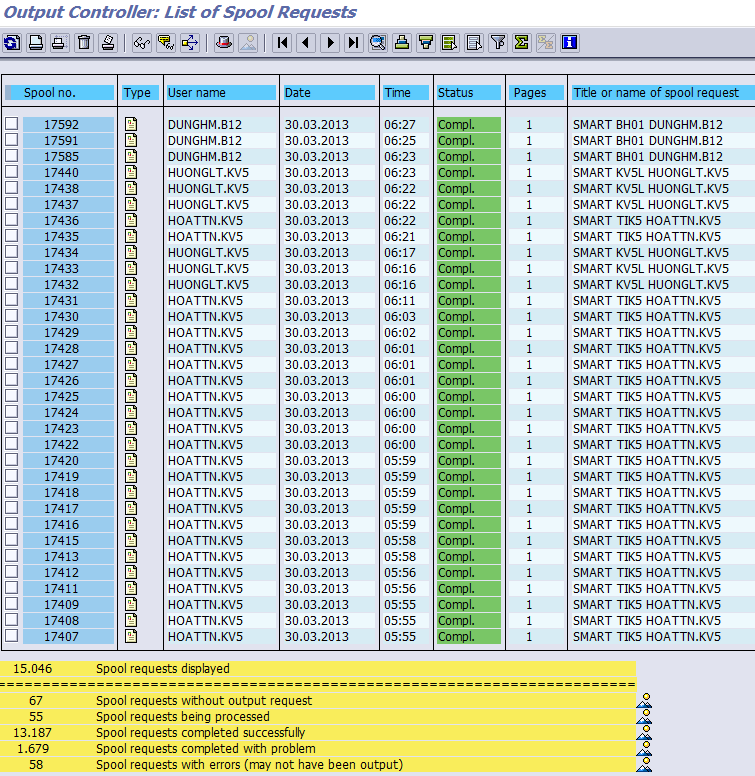 Output Controller: List of Spool Requests
Spool no. Type User name Date Time Status Pages Title or name of spool request
17592 DUNGHM.B12 30.03.2013 06:27 Compl. 1 SMART BH01 DUNGHM.B12
17591 DUNGHM.B12 30.03.2013 06:25 Compl. 1 SMART BH01 DUNGHM.B12
17585 DUNGHM.B12 30.03.2013 06:23 Compl. 1 SMART BH01 DUNGHM.B12
17440 HUONGLT.KV5 30.03.2013 06:23 Compl. 1 SMART KV5L HUONGLT.KV5
17438 HUONGLT.KV5 30.03.2013 06:22 Compl. 1 SMART KV5L HUONGLT.KV5
17437 HUONGLT.KV5 30.03.2013 06:22 Compl. 1 SMART KV5L HUONGLT.KV5
17436 HOATTN.KV5 30.03.2013 06:22 Compl. 1 SMART TIK5 HOATTN.KV5
17435 HOATTN.KV5 30.03.2013 06:21 Compl. 1 SMART TIK5 HOATTN.KV5
17434 HUONGLT.KV5 30.03.2013 06:17 Compl. 1 SMART KV5L HUONGLT.KV5
17433 HUONGLT.KV5 30.03.2013 06:16 Compl. 1 SMART KV5L HUONGLT.KV5
17432 HUONGLT.KV5 30.03.2013 06:16 Compl. 1 SMART KV5L HUONGLT.KV5
17431 HOATTN.KV5 30.03.2013 06:11 Compl. 1 SMART TIK5 HOATTN.KV5
17430 HOATTN.KV5 30.03.2013 06:03 Compl. 1 SMART TIK5 HOATTN.KV5
17429 HOATTN.KV5 30.03.2013 06:02 Compl. 1 SMART TIK5 HOATTN.KV5
17428 HOATTN.KV5 30.03.2013 06:01 Compl. 1 SMART TIK5 HOATTN.KV5
17427 HOATTN.KV5 30.03.2013 06:01 Compl. 1 SMART TIK5 HOATTN.KV5
17426 HOATTN.KV5 30.03.2013 06:01 Compl. 1 SMART TIK5 HOATTN.KV5
17425 HOATTN.KV5 30.03.2013 06:00 Compl. 1 SMART TIK5 HOATTN.KV5
17424 HOATTN.KV5 30.03.2013 06:00 Compl. 1 SMART TIK5 HOATTN.KV5
17423 HOATTN.KV5 30.03.2013 06:00 Compl. 1 SMART TIK5 HOATTN.KV5
17422 HOATTN.KV5 30.03.2013 06:00 Compl. 1 SMART TIK5 HOATTN.KV5
17420 HOATTN.KV5 30.03.2013 05:59 Compl. 1 SMART TIK5 HOATTN.KV5
17419 HOATTN.KV5 30.03.2013 05:59 Compl. 1 SMART TIK5 HOATTN.KV5
17418 HOATTN.KV5 30.03.2013 05:59 Compl. 1 SMART TIK5 HOATTN.KV5
17417 HOATTN.KV5 30.03.2013 05:59 Compl. 1 SMART TIK5 HOATTN.KV5
17416 HOATTN.KV5 30.03.2013 05:59 Compl. 1 SMART TIK5 HOATTN.KV5
17415 HOATTN.KV5 30.03.2013 05:58 Compl. 1 SMART TIK5 HOATTN.KV5
17413 HOATTN.KV5 30.03.2013 05:58 Compl. 1 SMART TIK5 HOATTN.KV5
17412 HOATTN.KV5 30.03.2013 05:56 Compl. 1 SMART TIK5 HOATTN.KV5
17411 HOATTN.KV5 30.03.2013 05:56 Compl. 1 SMART TIK5 HOATTN.KV5
17409 HOATTN.KV5 30.03.2013 05:55 Compl. 1 SMART TIK5 HOATTN.KV5
17408 HOATTN.KV5 30.03.2013 05:55 Compl. 1 SMART TIK5 HOATTN.KV5
17407 HOATTN.KV5 30.03.2013 05:55 Compl. 1 SMART TIK5 HOATTN.KV5
15.046 Spool requests displayed
67 Spool requests without output request
55 Spool requests being processed
13.187 Spool requests completed successfully
1.679 Spool requests completed with problem
58 Spool requests with errors (may not have been output)